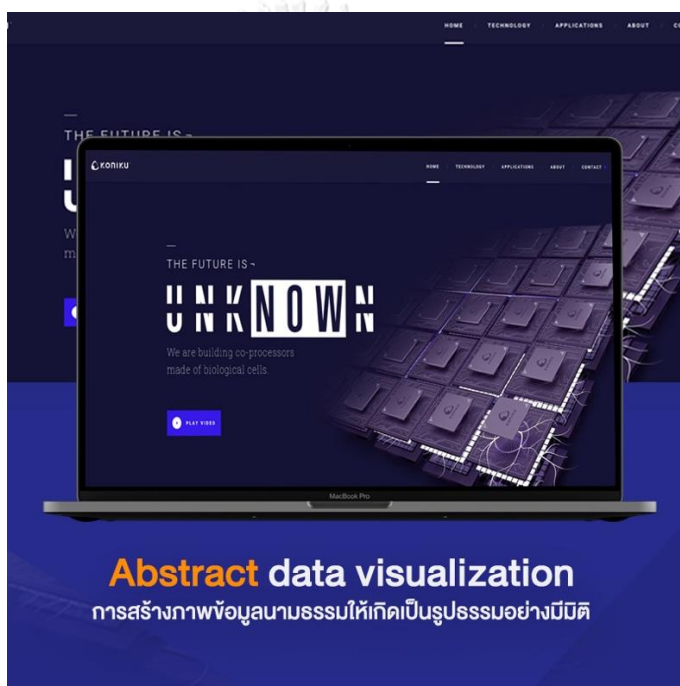 HOME TECHNOLOGY APPLICATIONS ABOUT
THE FUTURE IS ¬
KONIKU
HOME TECHNOLOGY APPLICATIONS ABOUT CONTACT
THE FUTURE IS ¬
UNKNOWN
We are building co-processors
made of biological cells.
PLAY VIDEO
MacBook Pro
Abstract data visualization
การสร้างภาพข้อมูลนามธรรมให้เกิดเป็นรูปธรรมอย่างมีมิติ